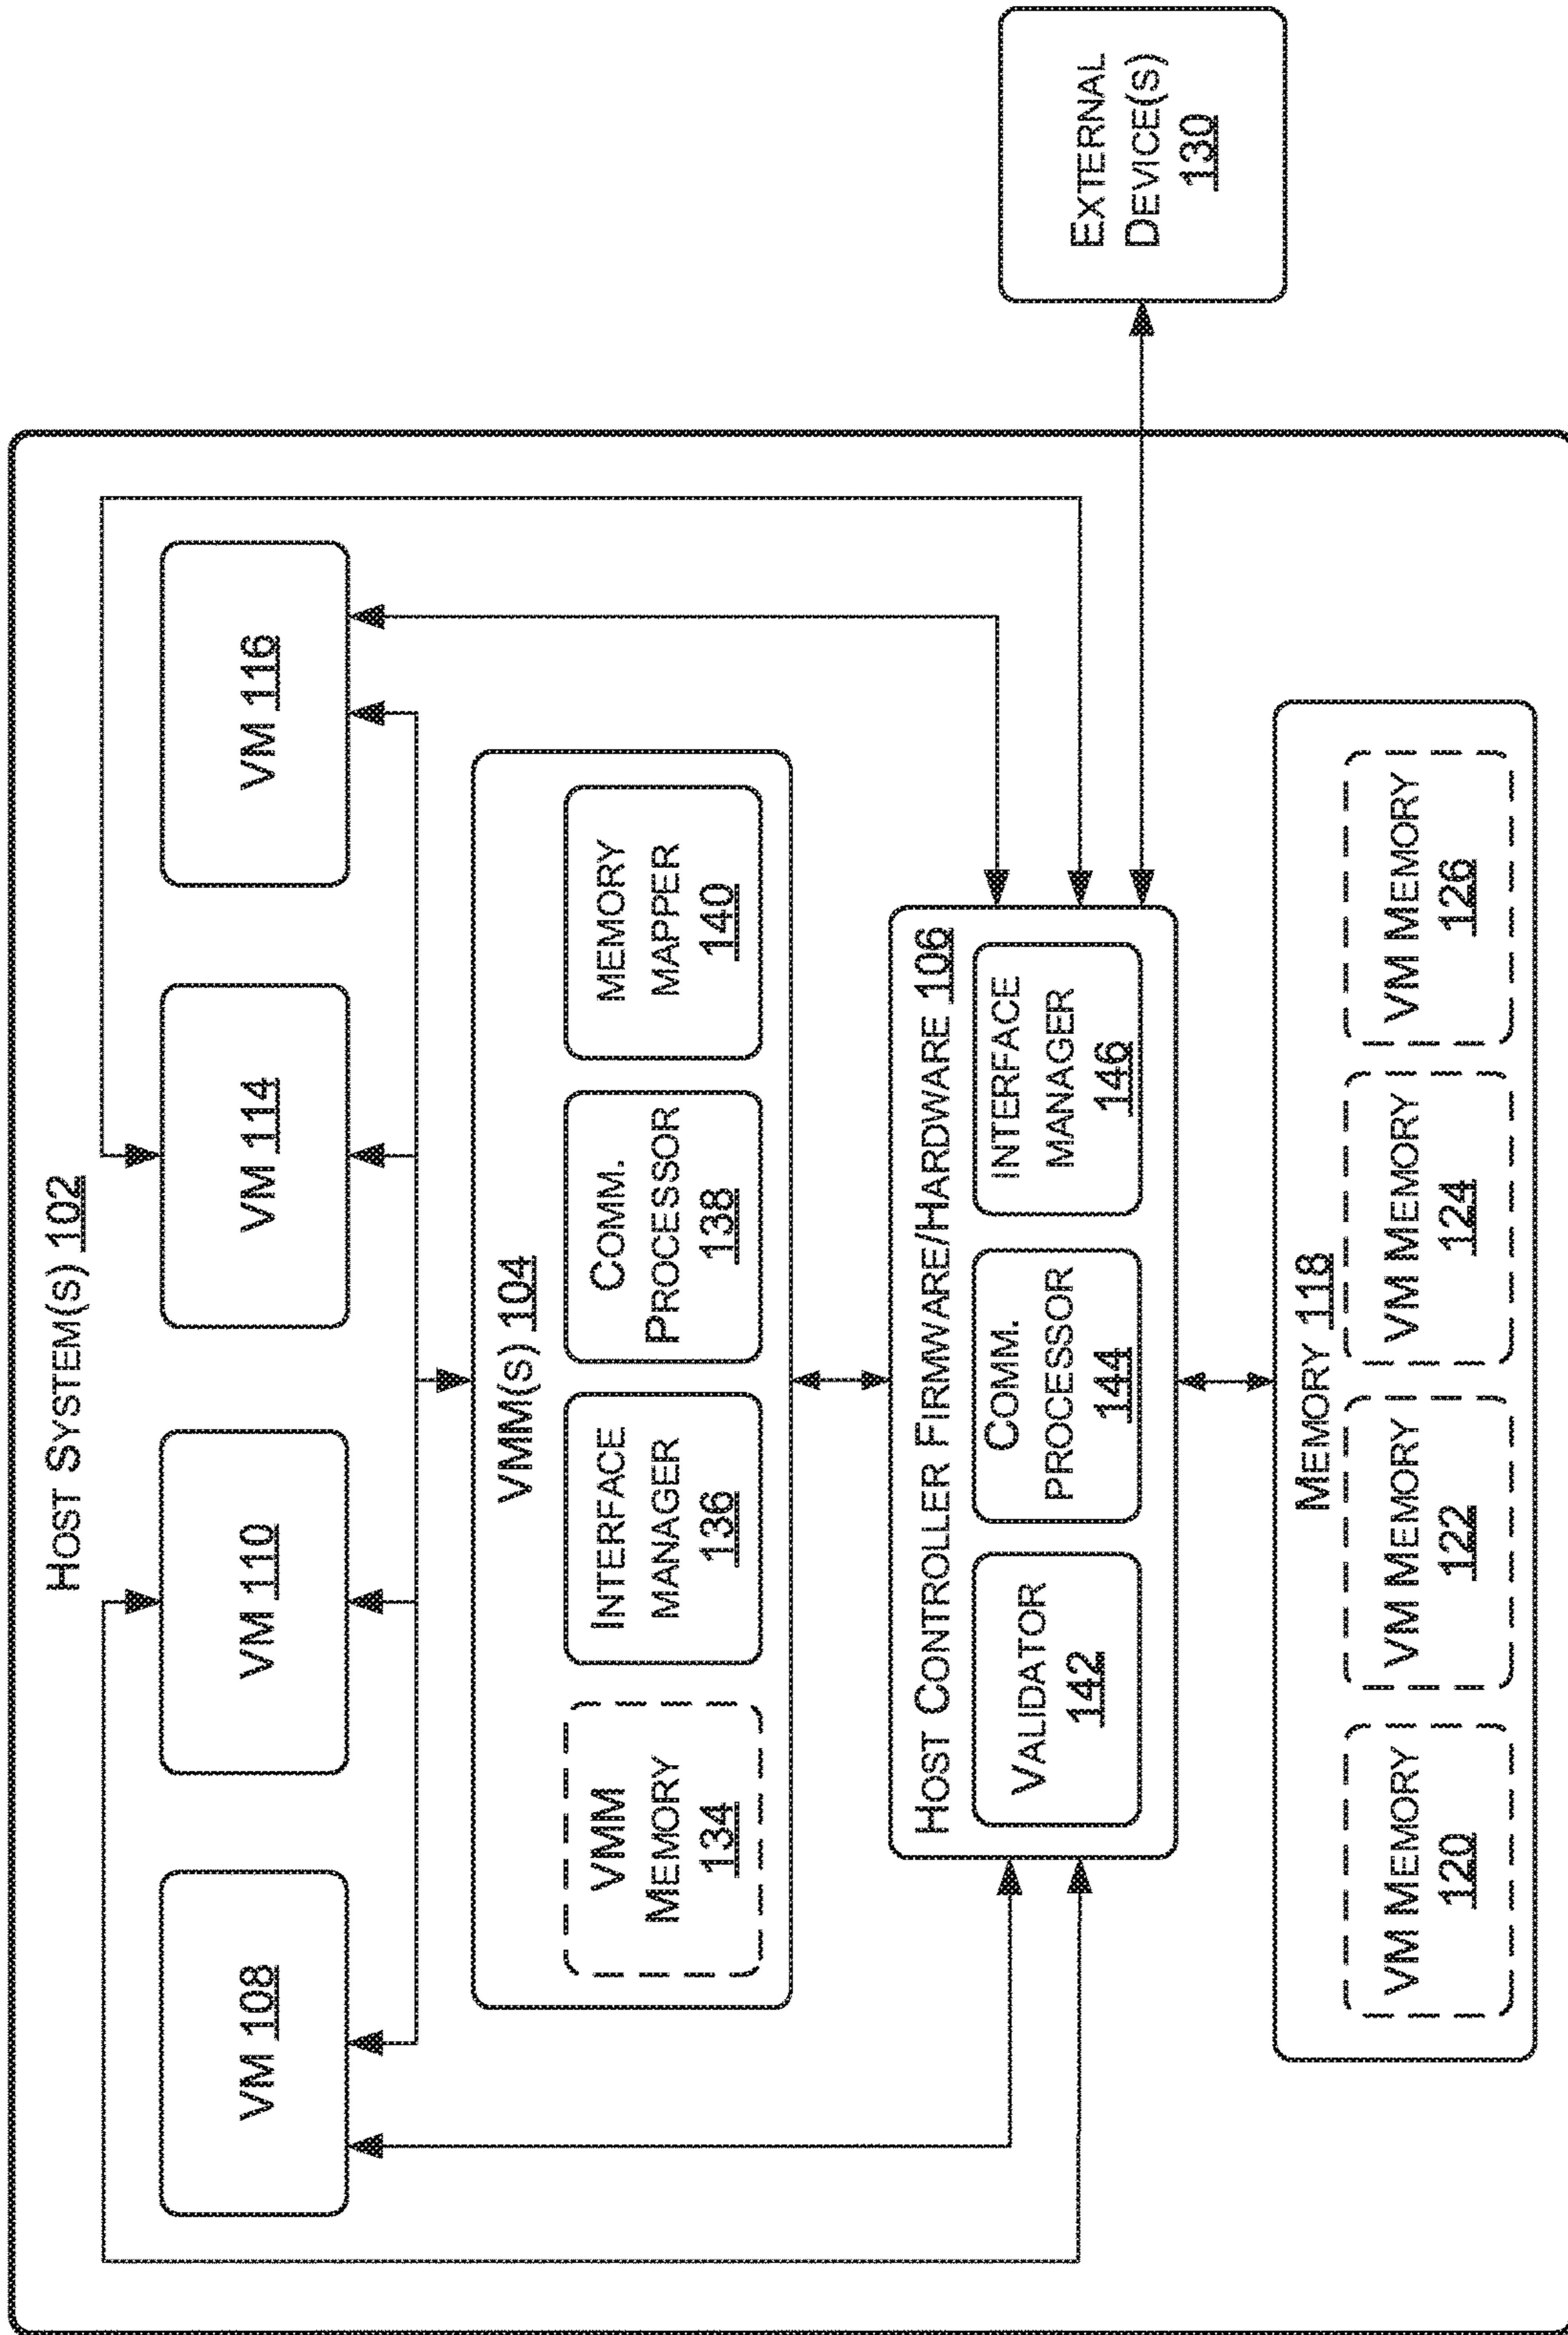 HOST SYSTEM(S) 102
VM 108
VM 110
VM 114
VM 116
VMM(S) 104
VMM
MEMORY
134
INTERFACE
MANAGER
136
COMM.
PROCESSOR
138
MEMORY
MAPPER
140
HOST CONTROLLER FIRMWARE/HARDWARE 106
VALIDATOR
142
COMM.
PROCESSOR
144
INTERFACE
MANAGER
146
EXTERNAL
DEVICE(S)
130
MEMORY 118
VM MEMORY
120
VM MEMORY
122
VM MEMORY
124
VM MEMORY
126